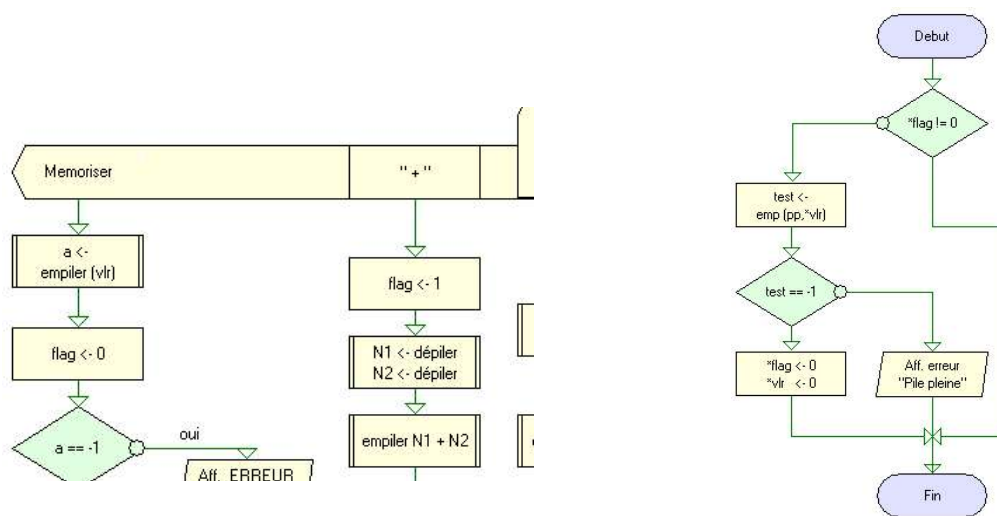 Memoriser
" + "
a <-
empiler (vlr)
flag <- 1
flag <- 0
N1 <- dépiler
N2 <- dépiler
a == -1
oui
empiler N1 + N2
Aff. ERREUR
Debut
*flag != 0
test <-
emp (pp,*vlr)
test == -1
*flag <- 0
*vlr <- 0
Aff. erreur
"Pile pleine"
Fin